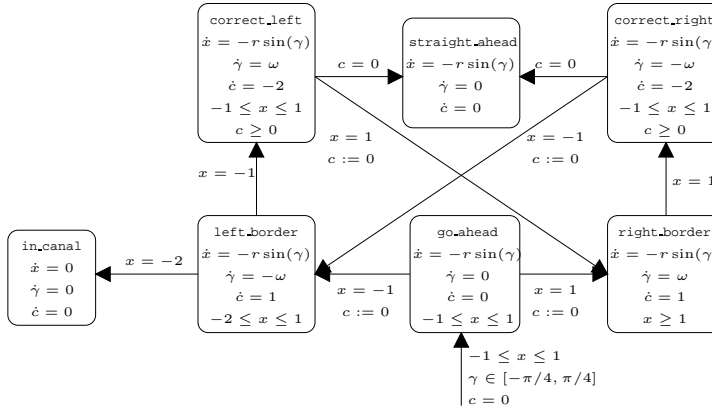 correct_left
ẋ = −r sin(γ)
γ̇ = ω
ċ = −2
−1 ≤ x ≤ 1
c ≥ 0
c = 0
straight_ahead
ẋ = −r sin(γ)
γ̇ = 0
ċ = 0
c = 0
correct_right
ẋ = −r sin(γ)
γ̇ = −ω
ċ = −2
−1 ≤ x ≤ 1
c ≥ 0
x = 1
c := 0
x = −1
c := 0
x = −1
x = 1
in_canal
ẋ = 0
γ̇ = 0
ċ = 0
x = −2
left_border
ẋ = −r sin(γ)
γ̇ = −ω
ċ = 1
−2 ≤ x ≤ 1
x = −1
c := 0
go_ahead
ẋ = −r sin(γ)
γ̇ = 0
ċ = 0
−1 ≤ x ≤ 1
x = 1
c := 0
right_border
ẋ = −r sin(γ)
γ̇ = ω
ċ = 1
x ≥ 1
−1 ≤ x ≤ 1
γ ∈ [−π/4, π/4]
c = 0